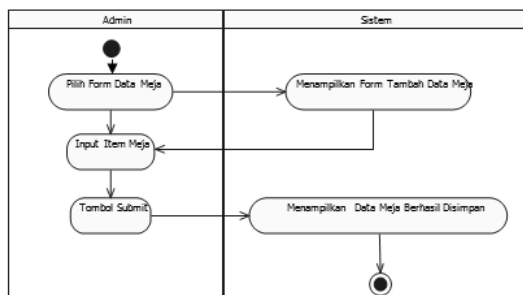 Admin
Sistem
Pilih Form Data Meja
Menampilkan Form Tambah Data Meja
Input Item Meja
Tombol Submit
Menampilkan Data Meja Berhasil Disimpan